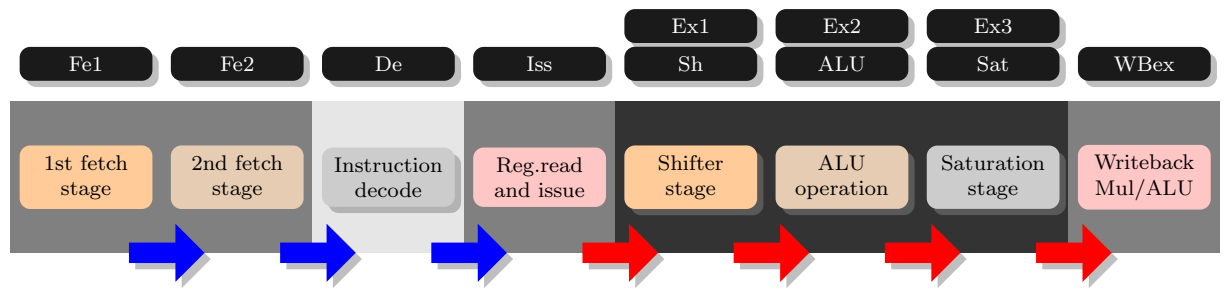 Ex1
Ex2
Ex3
Fe1
Fe2
De
Iss
Sh
ALU
Sat
WBex
1st fetch
stage
2nd fetch
stage
Instruction
decode
Reg.read
and issue
Shifter
stage
ALU
operation
Saturation
stage
Writeback
Mul/ALU